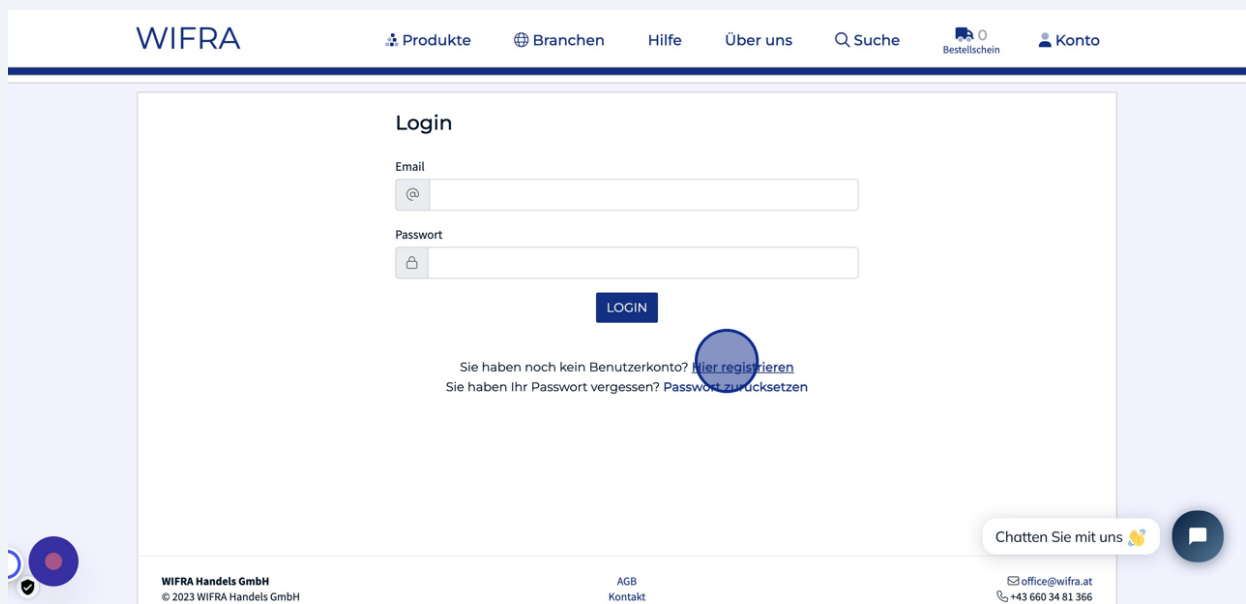 WIFRA
Produkte
Branchen
Hilfe
Über uns
Suche
0
Bestellschein
Konto
Login
Email
@
Passwort
LOGIN
Sie haben noch kein Benutzerkonto? Hier registrieren
Sie haben Ihr Passwort vergessen? Passwort zurücksetzen
Chatten Sie mit uns 👋
WIFRA Handels GmbH
© 2023 WIFRA Handels GmbH
AGB
Kontakt
office@wifra.at
+43 660 34 81 366